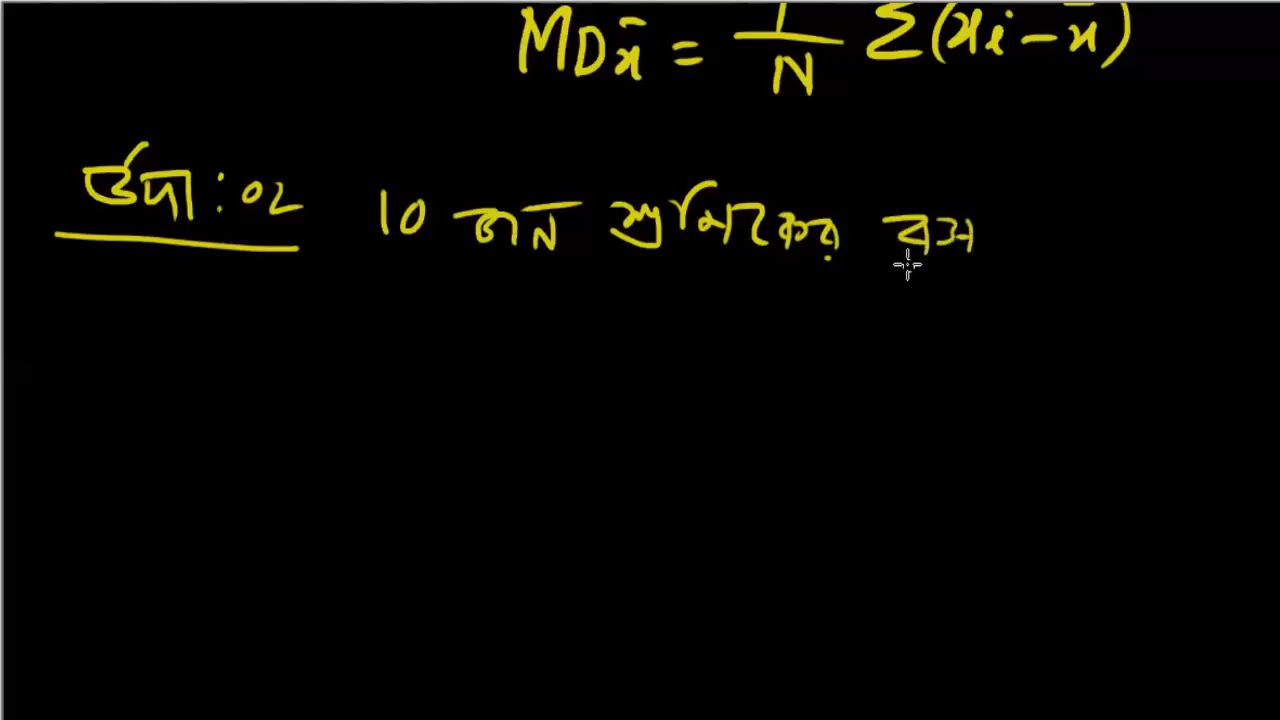 MDx̄ = 1/N Σ(xi − x̄)
উদা : 02 10 জন শ্রমিকের বয়স